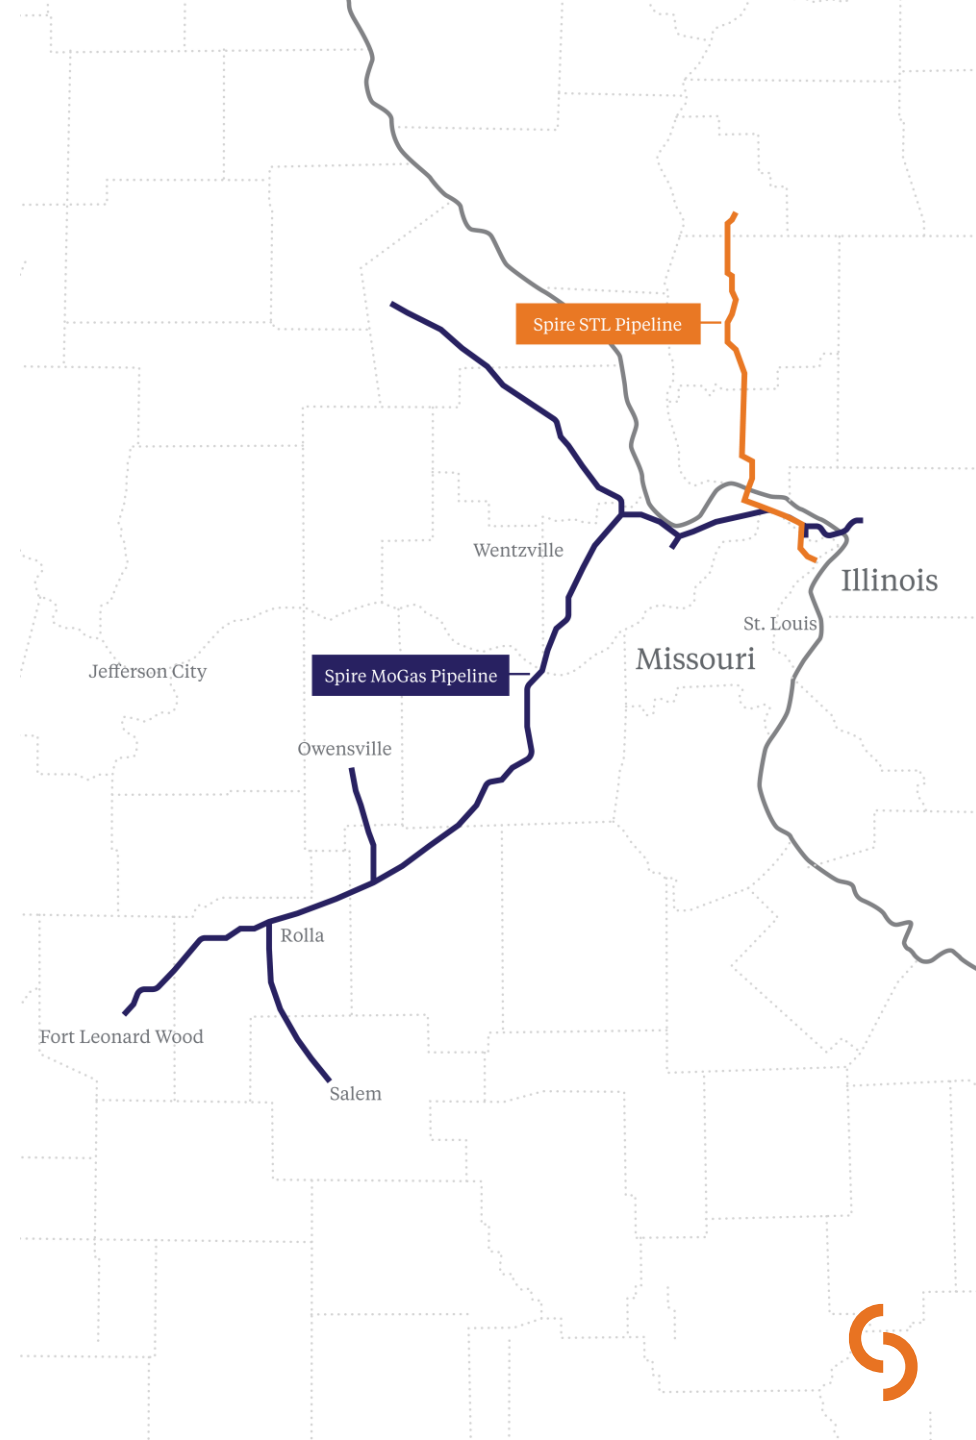 Spire STL Pipeline
Wentzville
Illinois
St. Louis
Missouri
Jefferson City
Spire MoGas Pipeline
Owensville
Rolla
Fort Leonard Wood
Salem